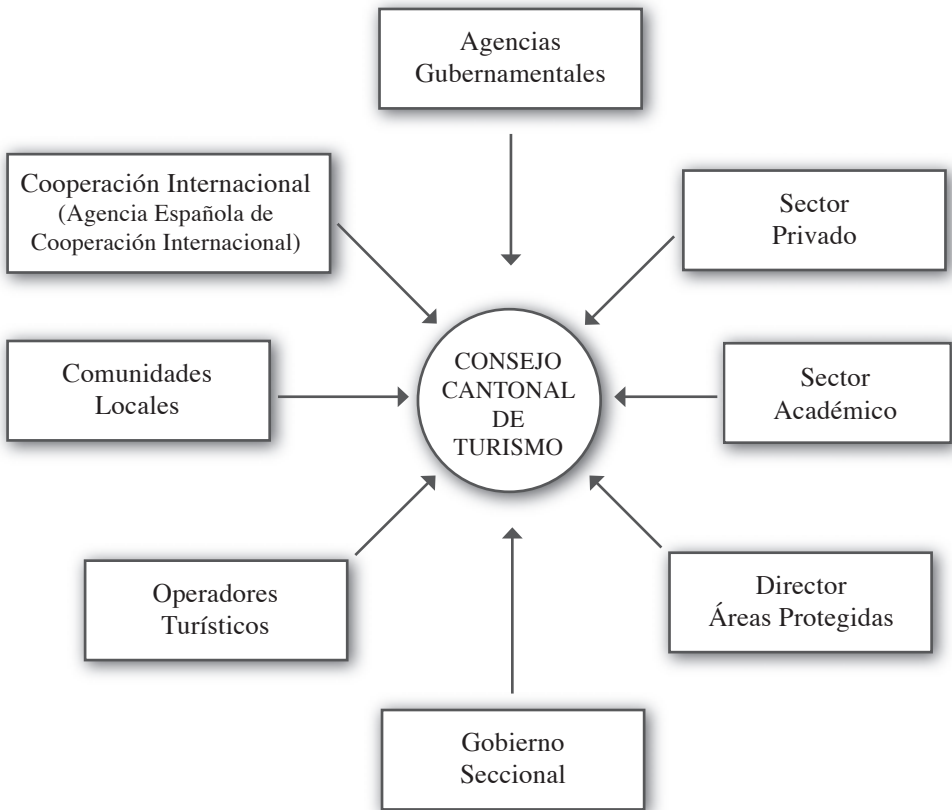 Agencias
Gubernamentales
Cooperación Internacional
(Agencia Española de
Cooperación Internacional)
Sector
Privado
Comunidades
Locales
CONSEJO
CANTONAL
DE
TURISMO
Sector
Académico
Operadores
Turísticos
Director
Áreas Protegidas
Gobierno
Seccional